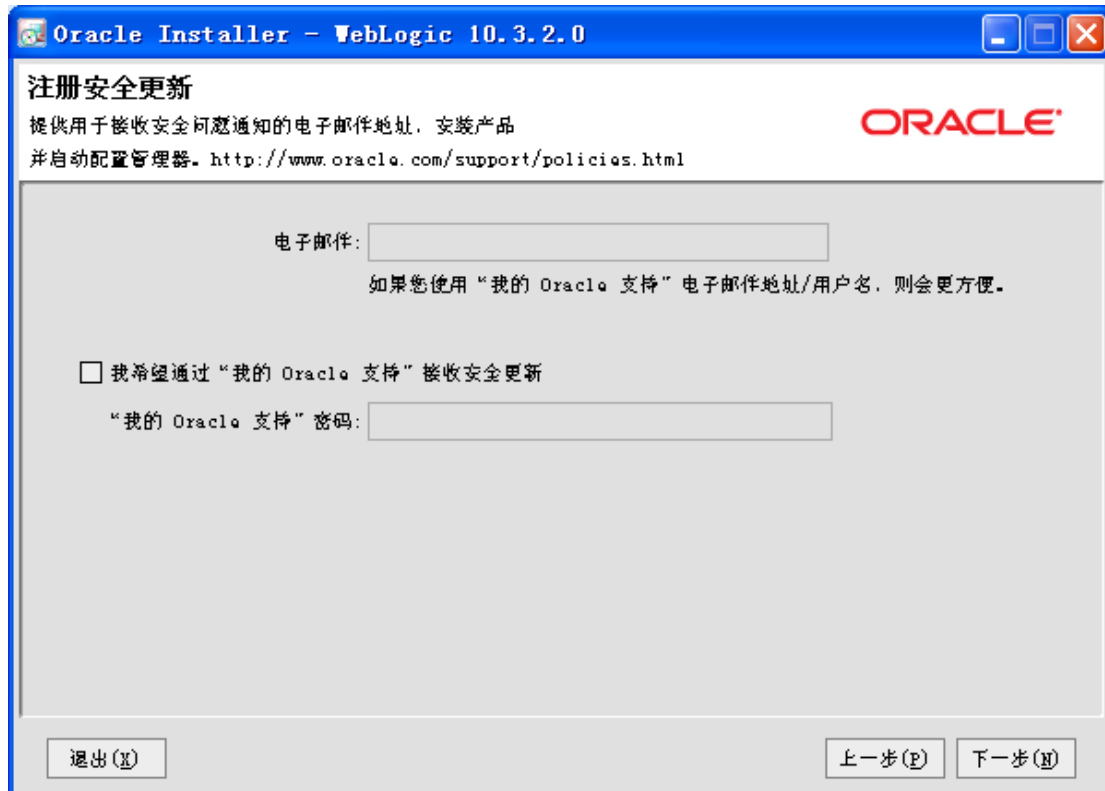 Oracle Installer - WebLogic 10.3.2.0
注册安全更新
提供用于接收安全问题通知的电子邮件地址，安装产品
并启动配置管理器。http://www.oracle.com/support/policies.html
ORACLE
电子邮件:
如果您使用“我的 Oracle 支持”电子邮件地址/用户名，则会更方便。
我希望通过“我的 Oracle 支持”接收安全更新
“我的 Oracle 支持”密码:
退出(X) 上一步(P) 下一步(N)